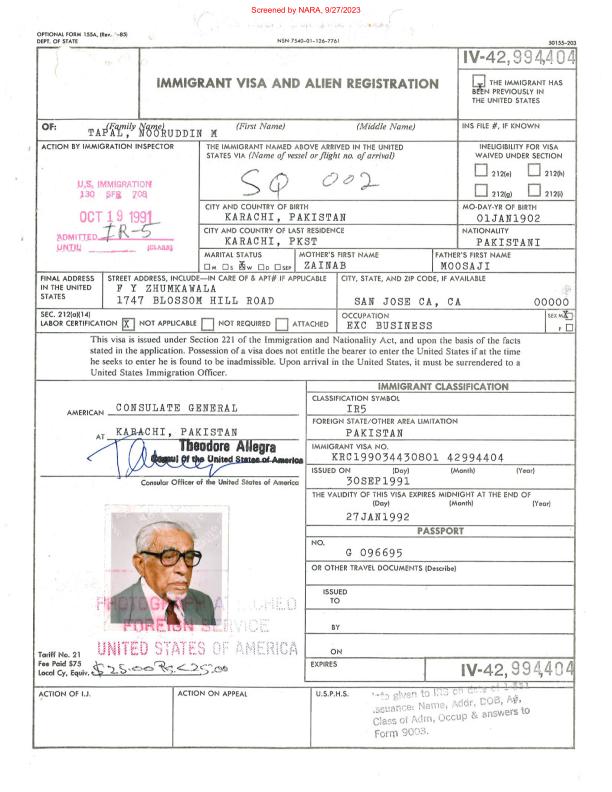 Screened by NARA, 9/27/2023
OPTIONAL FORM 155A, (Rev. -85)
DEPT. OF STATE
NSN 7540-01-126-7761
50155-203
IV-42,994,404
IMMIGRANT VISA AND ALIEN REGISTRATION
X THE IMMIGRANT HAS
BEEN PREVIOUSLY IN
THE UNITED STATES
OF: (Family Name) (First Name) (Middle Name)
TAPAL, NOORUDDIN M
INS FILE #, IF KNOWN
ACTION BY IMMIGRATION INSPECTOR
U.S. IMMIGRATION
130 SFR 708
OCT 19 1991
ADMITTED IR-5
UNTIL (CLASS)
THE IMMIGRANT NAMED ABOVE ARRIVED IN THE UNITED
STATES VIA (Name of vessel or flight no. of arrival)
SQ 002
INELIGIBILITY FOR VISA
WAIVED UNDER SECTION
212(e) 212(h)
212(g) 212(i)
CITY AND COUNTRY OF BIRTH
KARACHI, PAKISTAN
MO-DAY-YR OF BIRTH
01JAN1902
CITY AND COUNTRY OF LAST RESIDENCE
KARACHI, PKST
NATIONALITY
PAKISTANI
MARITAL STATUS
M S W D SEP
MOTHER'S FIRST NAME
ZAINAB
FATHER'S FIRST NAME
MOOSAJI
FINAL ADDRESS
IN THE UNITED
STATES
STREET ADDRESS, INCLUDE—IN CARE OF & APT# IF APPLICABLE
F Y ZHUMKAWALA
1747 BLOSSOM HILL ROAD
CITY, STATE, AND ZIP CODE, IF AVAILABLE
SAN JOSE CA, CA 00000
SEC. 212(a)(14)
LABOR CERTIFICATION X NOT APPLICABLE NOT REQUIRED ATTACHED
OCCUPATION
EXC BUSINESS
SEX M X
F
This visa is issued under Section 221 of the Immigration and Nationality Act, and upon the basis of the facts
stated in the application. Possession of a visa does not entitle the bearer to enter the United States if at the time
he seeks to enter he is found to be inadmissible. Upon arrival in the United States, it must be surrendered to a
United States Immigration Officer.
AMERICAN CONSULATE GENERAL
AT KARACHI, PAKISTAN
Theodore Allegra
Consul Of the United States of America
Consular Officer of the United States of America
IMMIGRANT CLASSIFICATION
CLASSIFICATION SYMBOL
IR5
FOREIGN STATE/OTHER AREA LIMITATION
PAKISTAN
IMMIGRANT VISA NO.
KRC199034430801 42994404
ISSUED ON (Day) (Month) (Year)
30SEP1991
THE VALIDITY OF THIS VISA EXPIRES MIDNIGHT AT THE END OF
(Day) (Month) (Year)
27JAN1992
PASSPORT
NO.
G 096695
OR OTHER TRAVEL DOCUMENTS (Describe)
ISSUED
TO
BY
ON
EXPIRES
IV-42,994,404
PHOTOGRAPH ATTACHED
FOREIGN SERVICE
UNITED STATES OF AMERICA
Tariff No. 21
Fee Paid $75
Local Cy, Equiv.
ACTION OF I.J.
ACTION ON APPEAL
U.S.P.H.S.
Info given to IRS on date of
issuance: Name, Addr, DOB, A#,
Class of Adm, Occup & answers to
Form 9003.